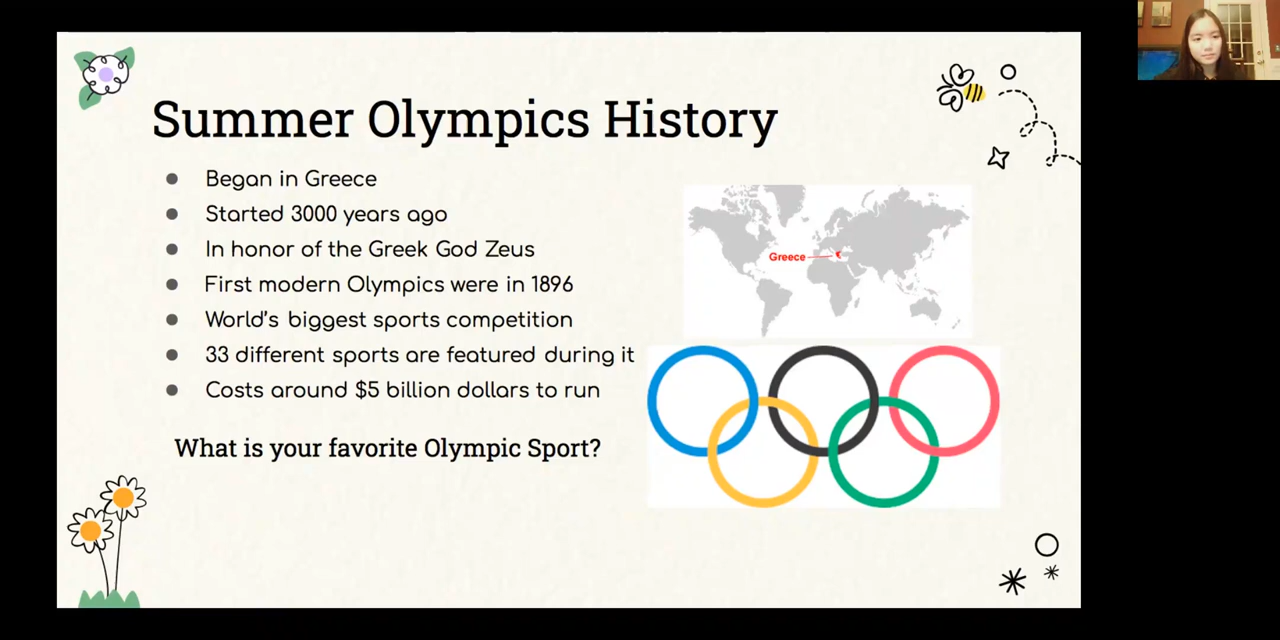 Summer Olympics History
● Began in Greece
● Started 3000 years ago
● In honor of the Greek God Zeus
● First modern Olympics were in 1896
● World's biggest sports competition
● 33 different sports are featured during it
● Costs around $5 billion dollars to run
What is your favorite Olympic Sport?
Greece